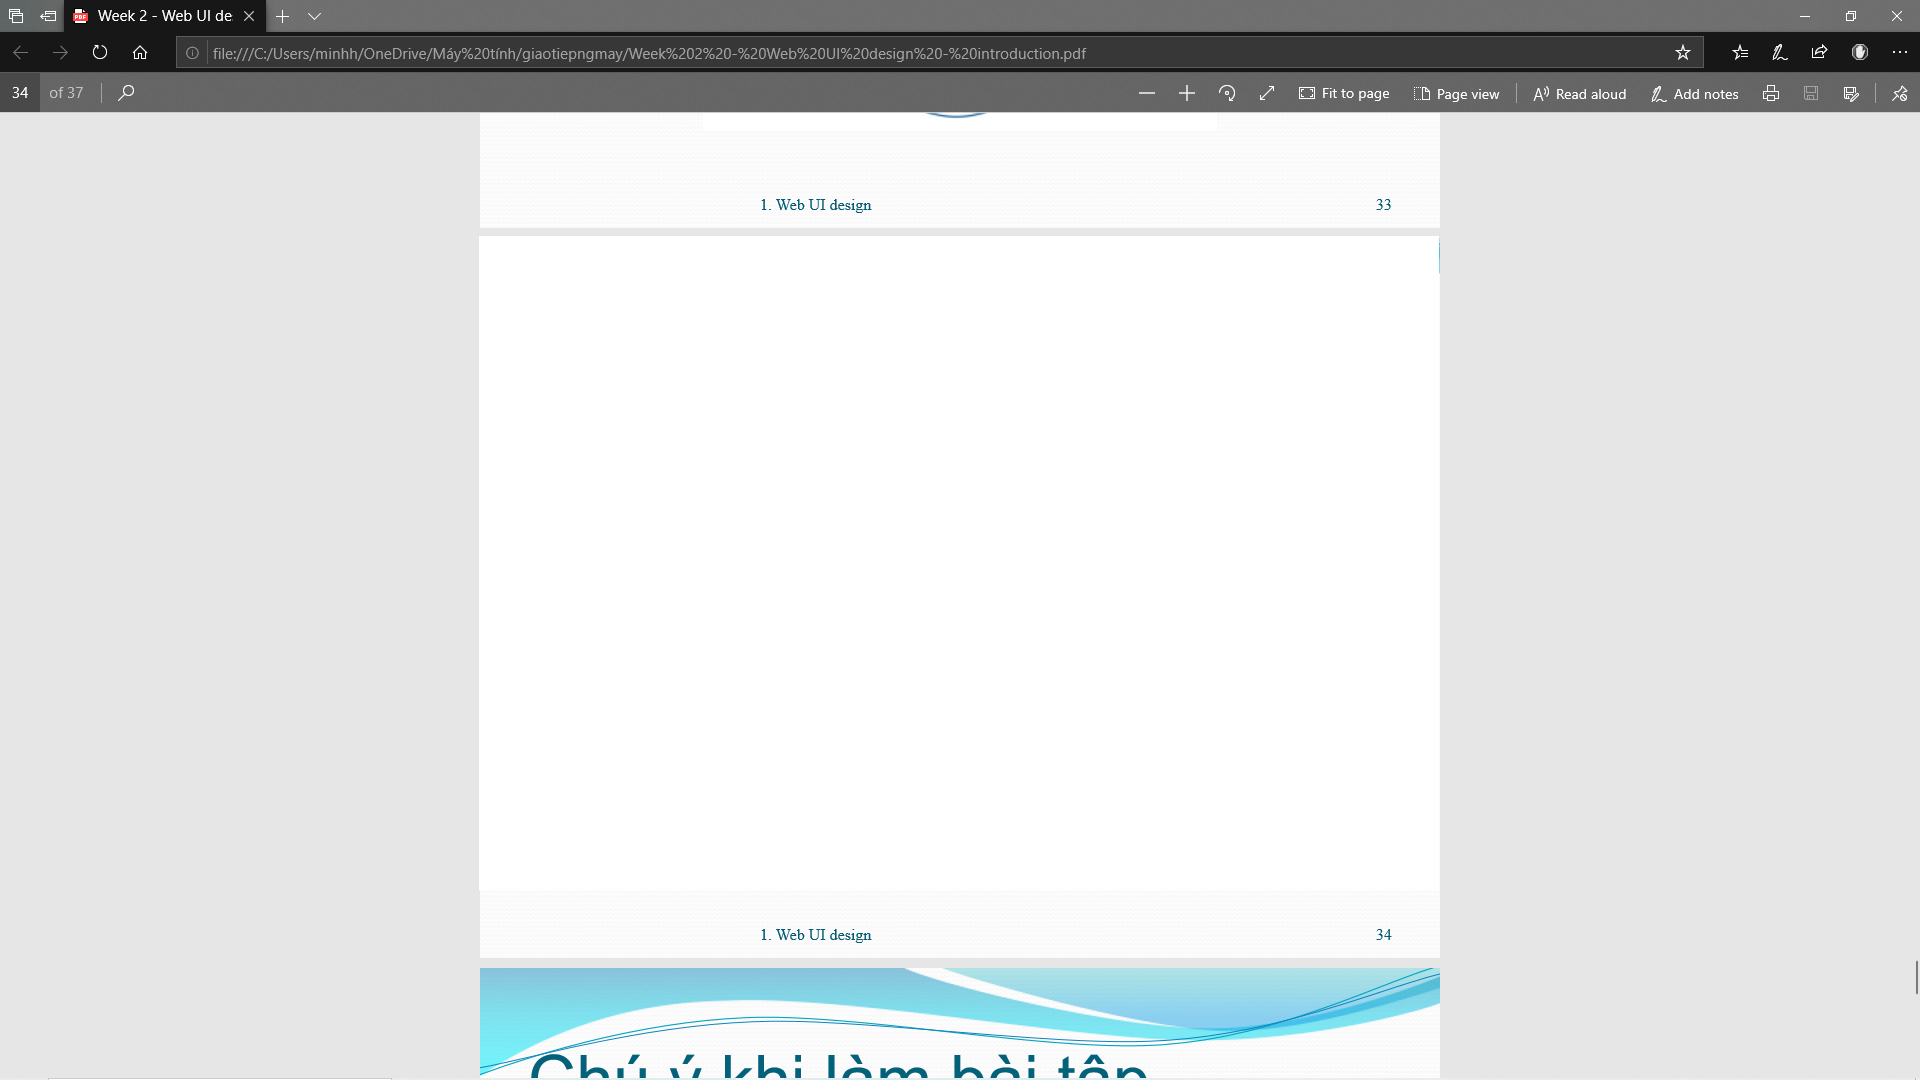 Week 2 - Web UI de
file:///C:/Users/minhh/OneDrive/Máy%20tính/giaotiepngmay/Week%202%20-%20Web%20UI%20design%20-%20introduction.pdf
34 of 37
Fit to page
Page view
Read aloud
Add notes
1. Web UI design 33
1. Web UI design 34
Chú ý khi làm bài tập